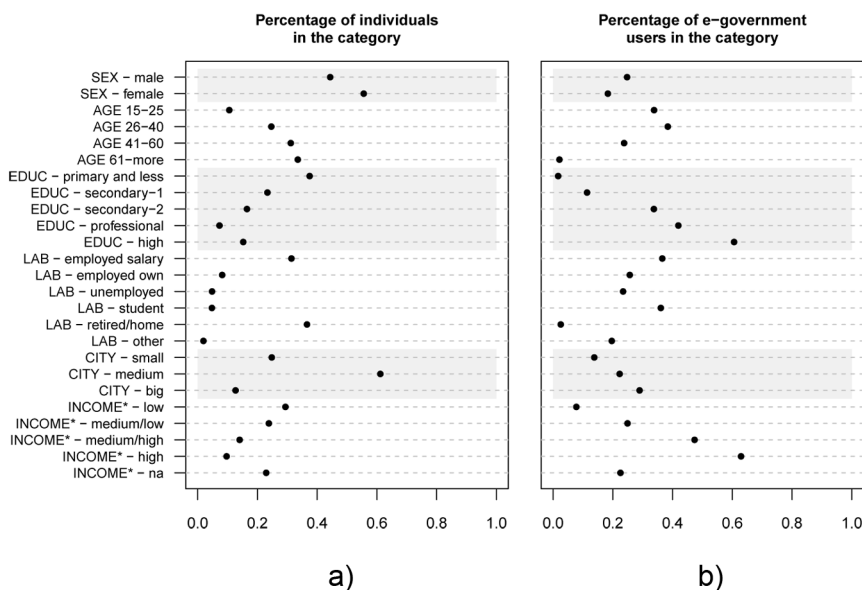 Percentage of individuals
in the category
Percentage of e−government
users in the category
SEX − male
SEX − female
AGE 15−25
AGE 26−40
AGE 41−60
AGE 61−more
EDUC − primary and less
EDUC − secondary−1
EDUC − secondary−2
EDUC − professional
EDUC − high
LAB − employed salary
LAB − employed own
LAB − unemployed
LAB − student
LAB − retired/home
LAB − other
CITY − small
CITY − medium
CITY − big
INCOME* − low
INCOME* − medium/low
INCOME* − medium/high
INCOME* − high
INCOME* − na
0.0 0.2 0.4 0.6 0.8 1.0
0.0 0.2 0.4 0.6 0.8 1.0
a)
b)